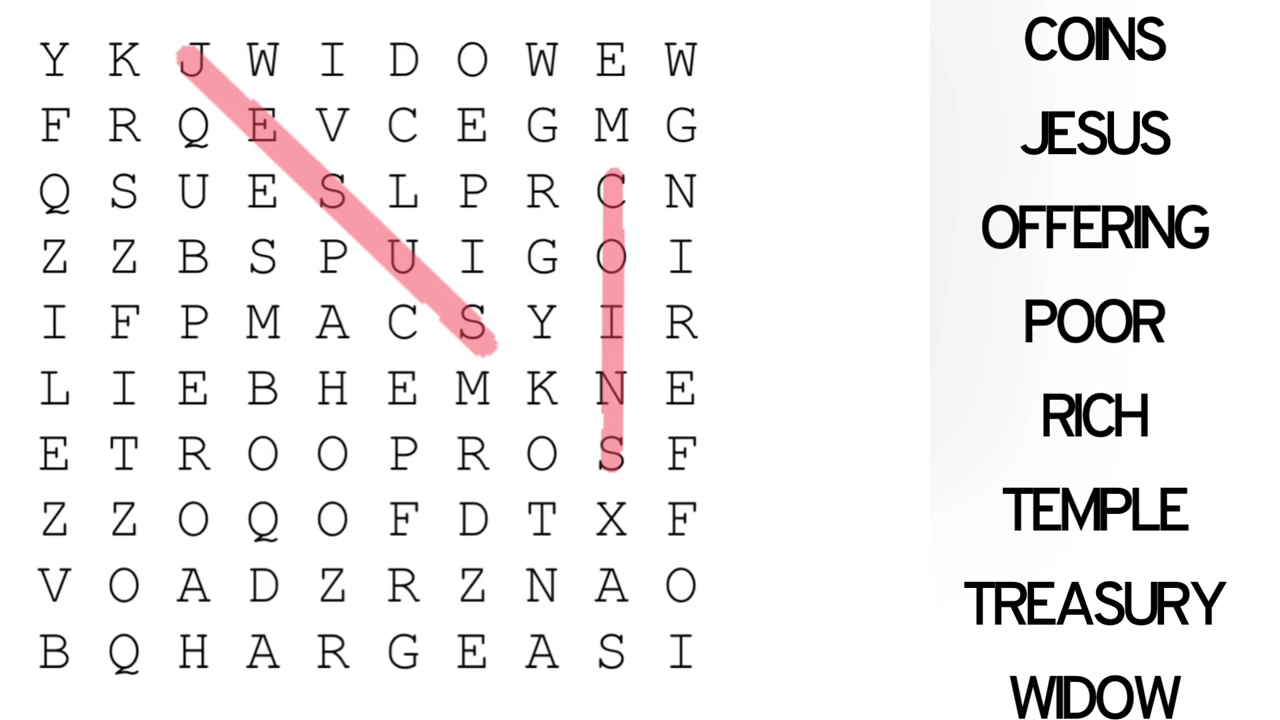 Y K J W I D O W E W
F R Q E V C E G M G
Q S U E S L P R C N
Z Z B S P U I G O I
I F P M A C S Y I R
L I E B H E M K N E
E T R O O P R O S F
Z Z O Q O F D T X F
V O A D Z R Z N A O
B Q H A R G E A S I
COINS
JESUS
OFFERING
POOR
RICH
TEMPLE
TREASURY
WIDOW